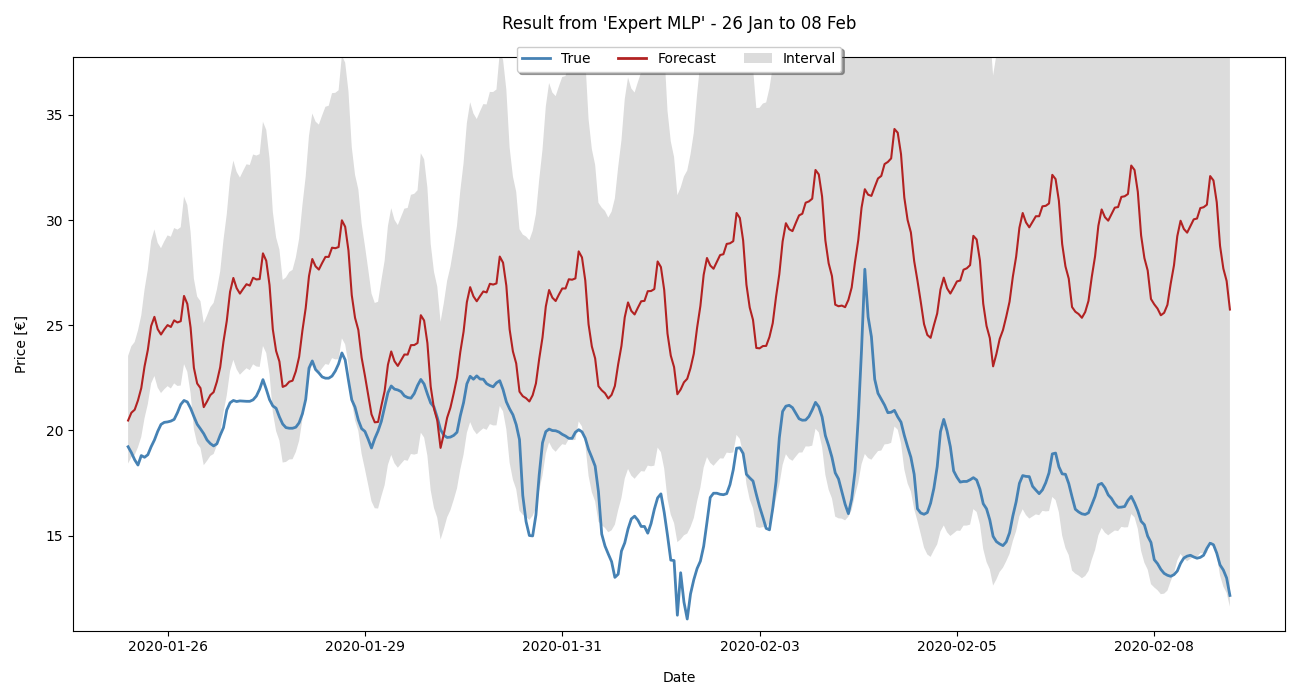 Result from 'Expert MLP' - 26 Jan to 08 Feb
True Forecast Interval
35
30
25
20
15
Price [€]
2020-01-26 2020-01-29 2020-01-31 2020-02-03 2020-02-05 2020-02-08
Date